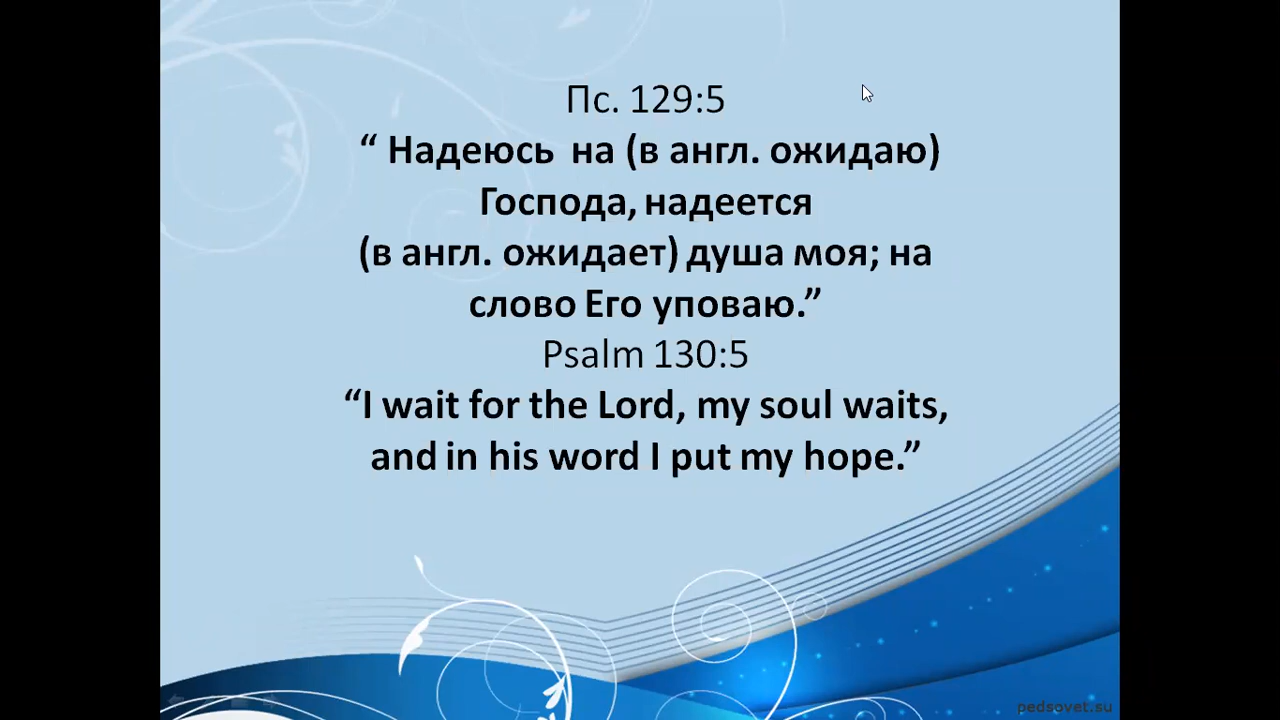 Пс. 129:5
“ Надеюсь на (в англ. ожидаю)
Господа, надеется
(в англ. ожидает) душа моя; на
слово Его уповаю.”
Psalm 130:5
“I wait for the Lord, my soul waits,
and in his word I put my hope.”
pedsovet.su